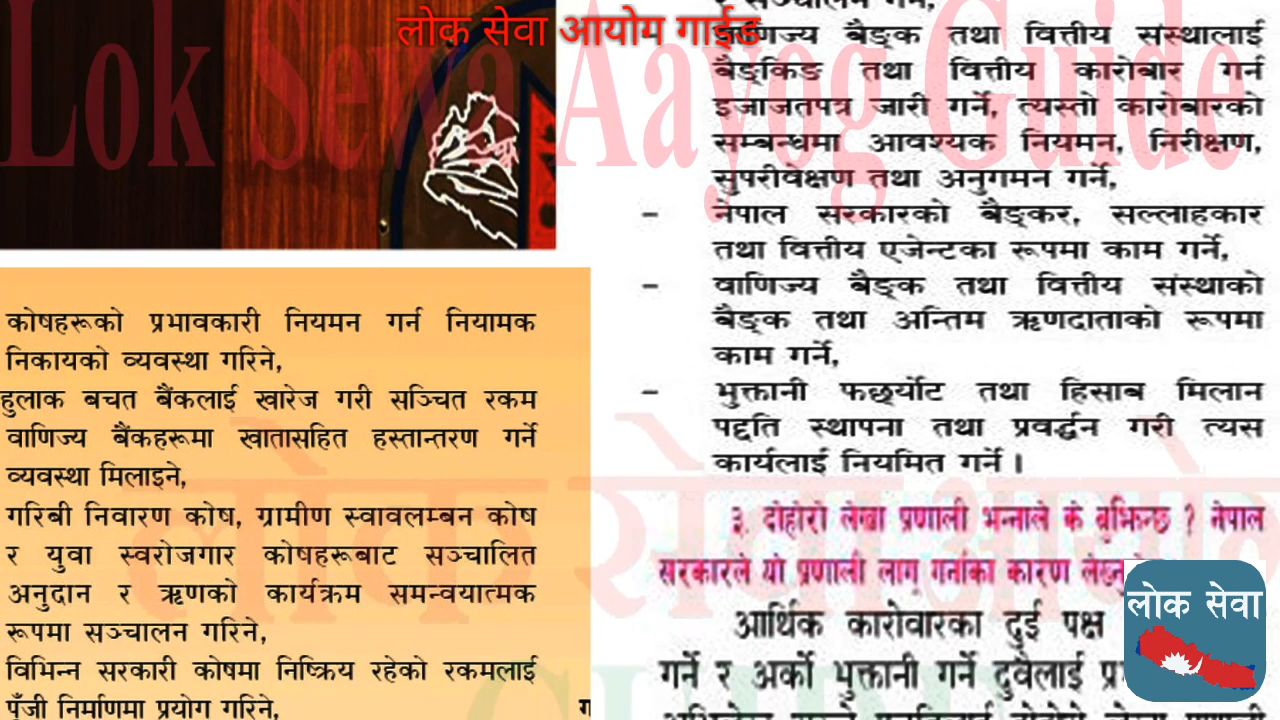 लोक सेवा आयोम गाईड
Lok Sewa Aayog Guide
कोषहरूको प्रभावकारी नियमन गर्न नियामक
निकायको व्यवस्था गरिने,
हुलाक बचत बैंकलाई खारेज गरी सञ्चित रकम
वाणिज्य बैंकहरूमा खातासहित हस्तान्तरण गर्ने
व्यवस्था मिलाइने,
गरिबी निवारण कोष, ग्रामीण स्वावलम्बन कोष
र युवा स्वरोजगार कोषहरूबाट सञ्चालित
अनुदान र ऋणको कार्यक्रम समन्वयात्मक
रूपमा सञ्चालन गरिने,
विभिन्न सरकारी कोषमा निष्क्रिय रहेको रकमलाई
पुँजी निर्माणमा प्रयोग गरिने,
बैङ्क तथा वित्तीय संस्थालाई
बैङ्किङ तथा वित्तीय कारोबार गर्न
इजाजतपत्र जारी गर्ने, त्यस्तो कारोबारको
सम्बन्धमा आवश्यक नियमन, निरीक्षण,
सुपरीवेक्षण तथा अनुगमन गर्ने,
– नेपाल सरकारको बैङ्कर, सल्लाहकार
तथा वित्तीय एजेन्टका रूपमा काम गर्ने,
– वाणिज्य बैङ्क तथा वित्तीय संस्थाको
बैङ्क तथा अन्तिम ऋणदाताको रूपमा
काम गर्ने,
– भुक्तानी फछ्र्योट तथा हिसाब मिलान
पद्दति स्थापना तथा प्रवर्द्धन गरी त्यस
कार्यलाई नियमित गर्ने ।
३. दोहोरो लेखा प्रणाली भन्नाले के बुझिन्छ ? नेपाल
सरकारले यो प्रणाली लागू गर्नाका कारण
आर्थिक कारोवारका दुई पक्ष
गर्ने र अर्को भुक्तानी गर्ने दुवैलाई
लोक सेवा
लोक सेवा आयोग